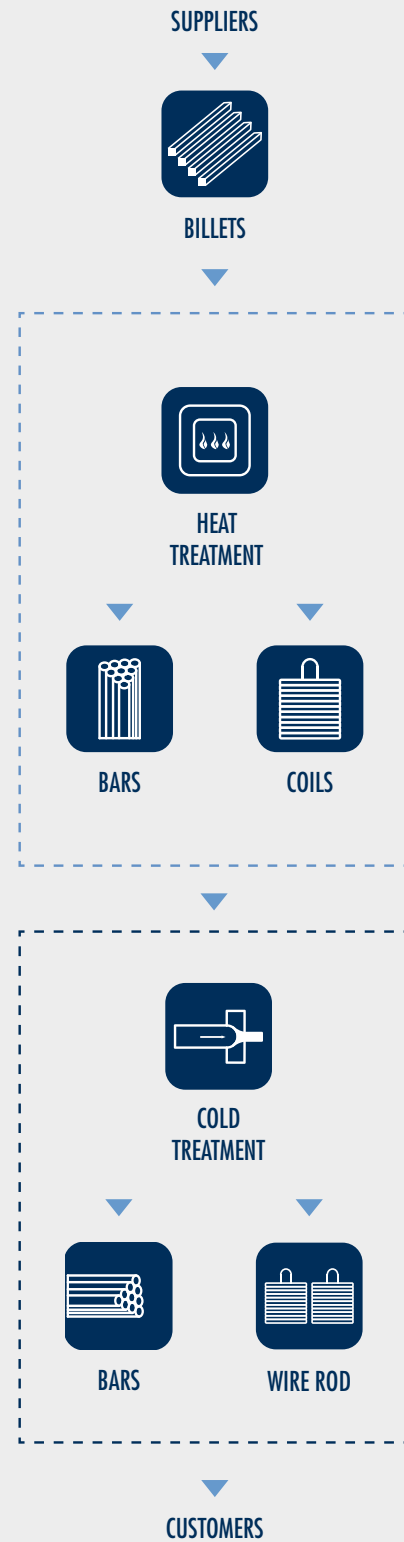 SUPPLIERS
BILLETS
HEAT
TREATMENT
BARS
COILS
COLD
TREATMENT
BARS
WIRE ROD
CUSTOMERS